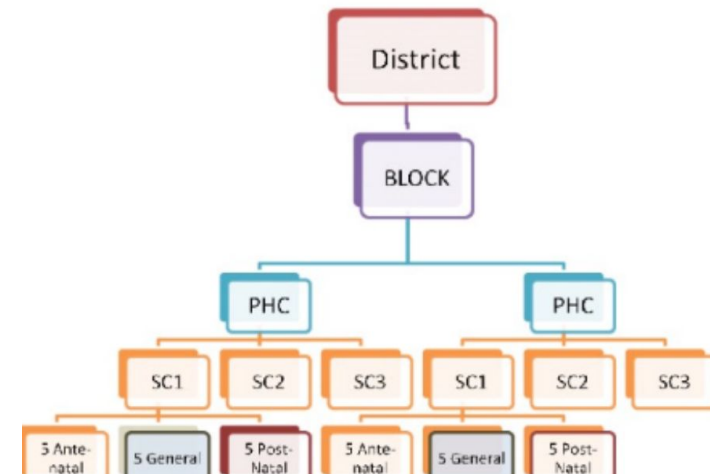 District
BLOCK
PHC
PHC
SC1
SC2
SC3
SC1
SC2
SC3
5 Ante-
natal
5 General
5 Post-
Natal
5 Ante-
natal
5 General
5 Post-
Natal